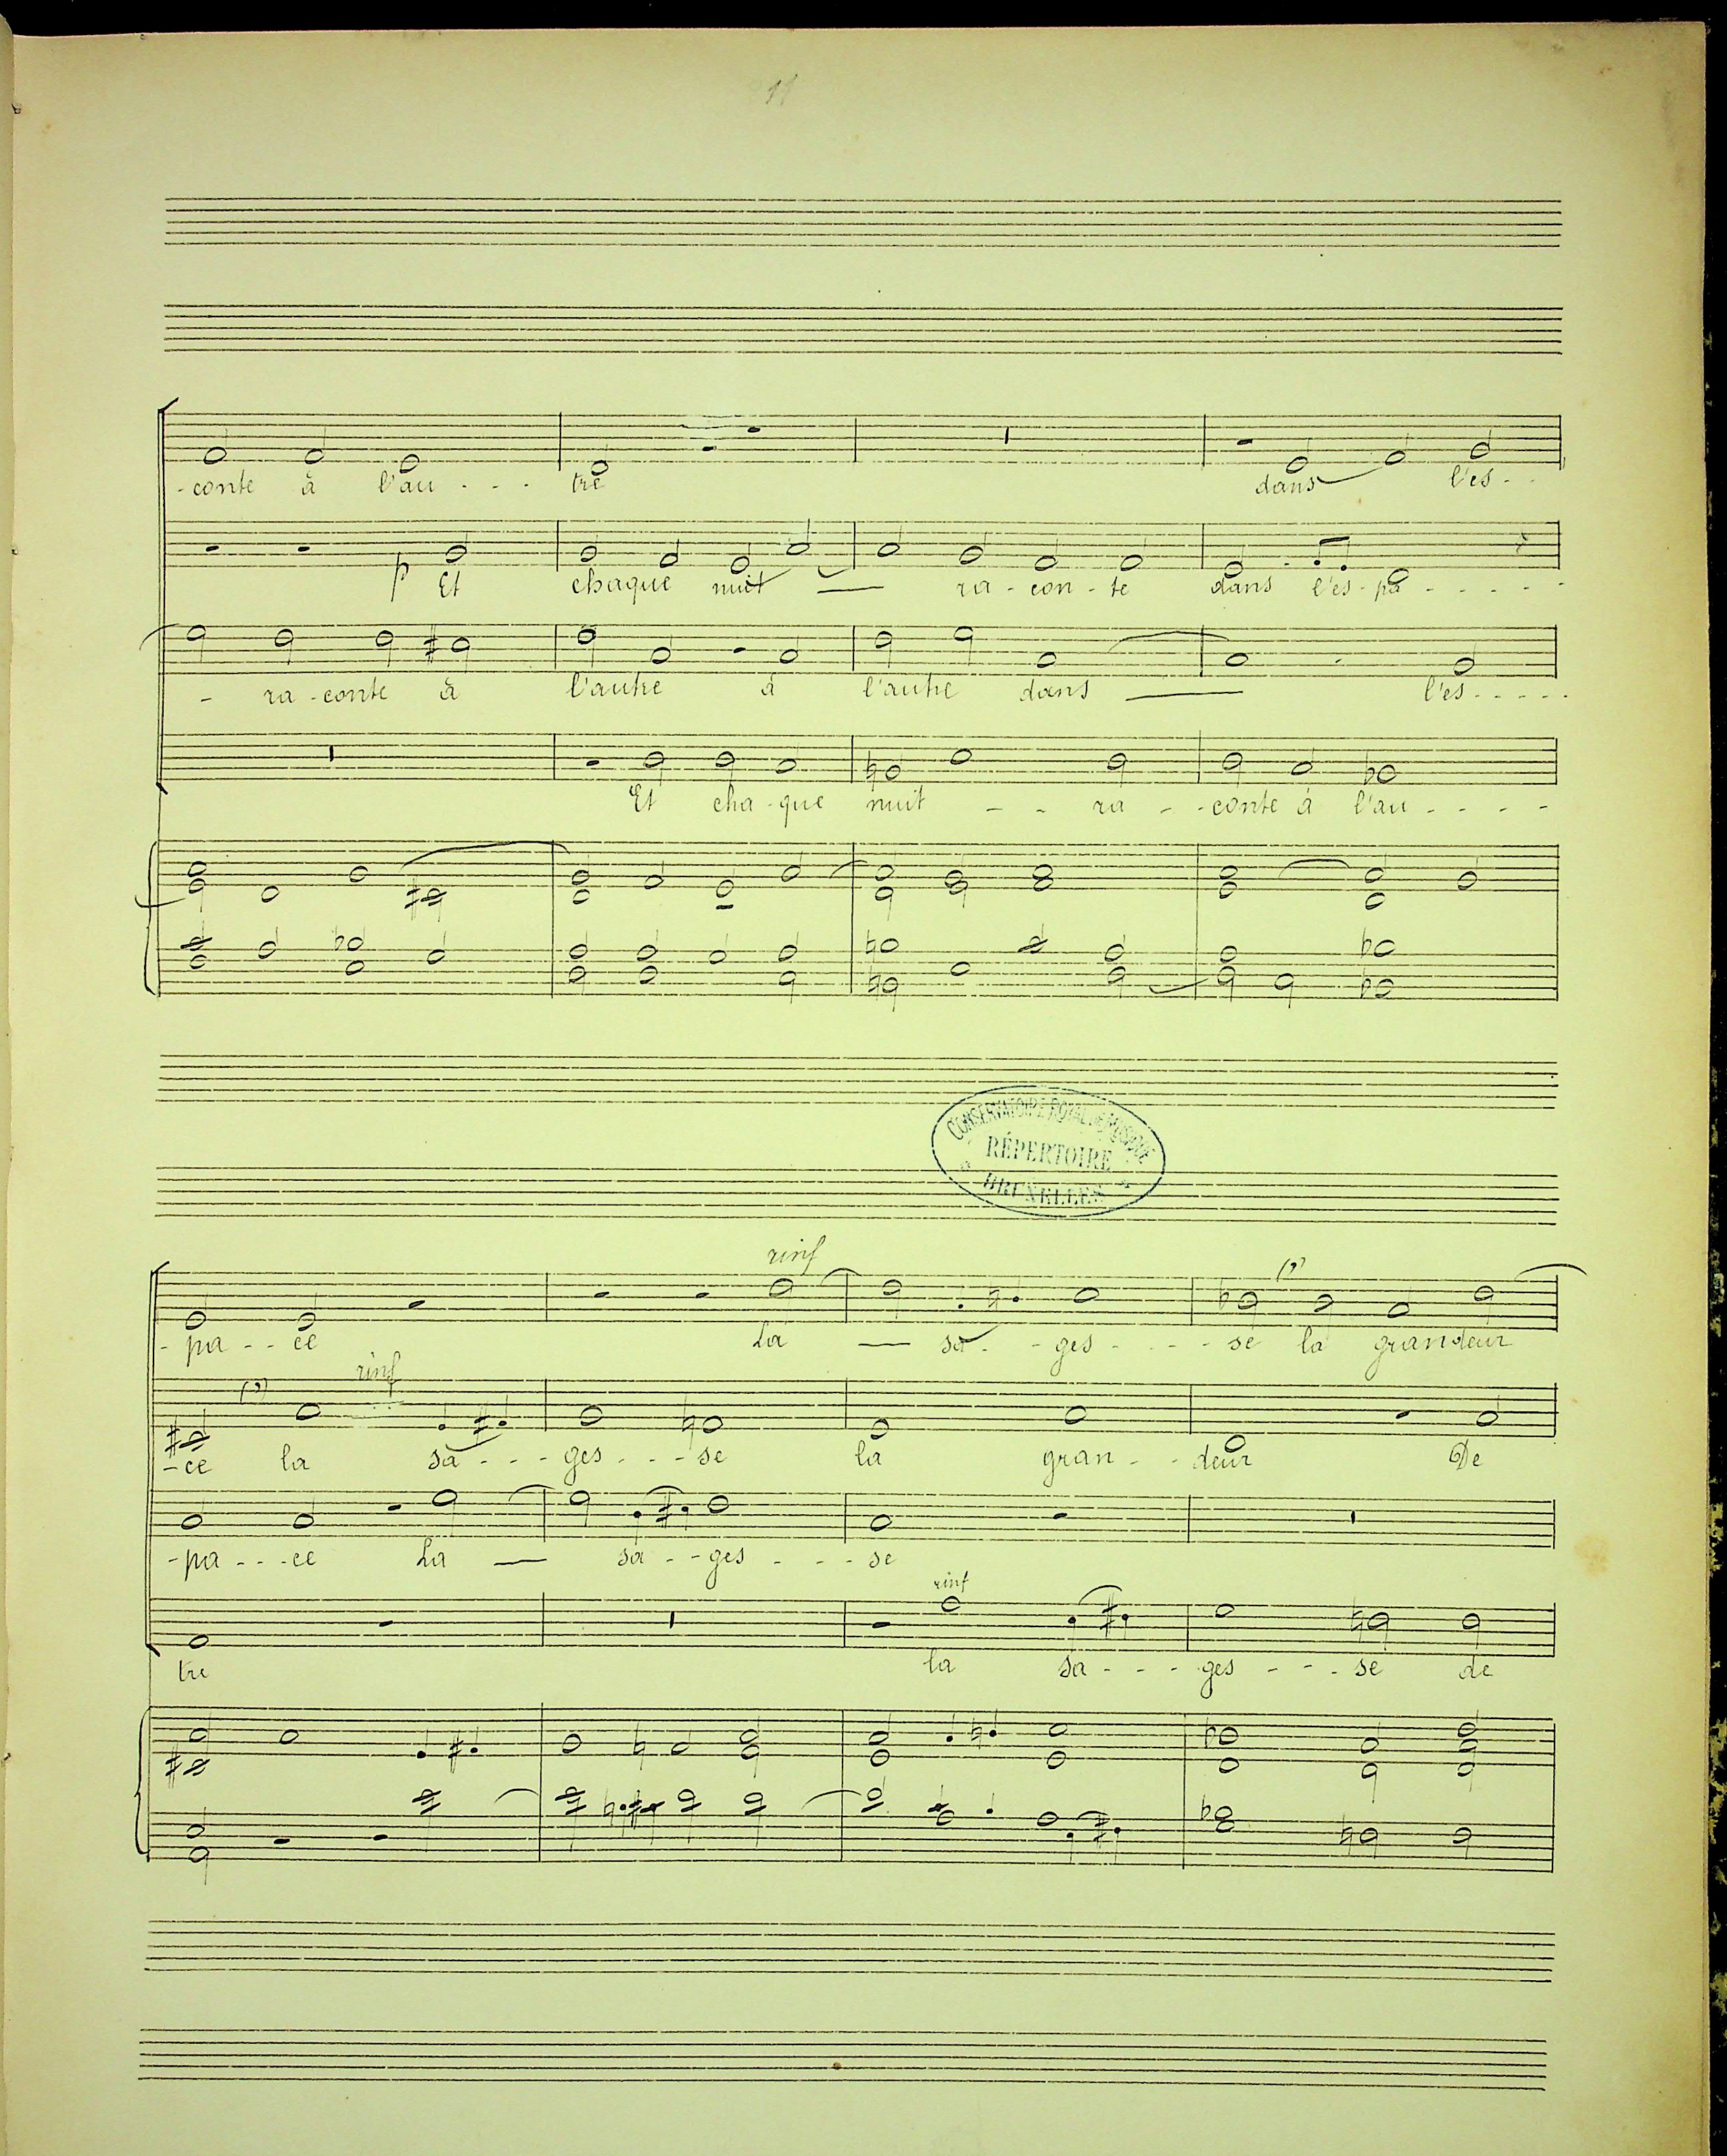 11
-conte à l'au - - - tre dans l'es - -
p Et chaque nuit — ra - con - te dans l'es - pa - - - - -
- ra - conte à l'autre à l'autre dans — l'es - - - - -
Et cha - que nuit - - ra - - conte à l'au - - - -
CONSERVATOIRE ROYAL DE MUSIQUE
RÉPERTOIRE
BRUXELLES
rinf
- pa - - ce La — sa - - ges - - - - se la grandeur
rinf
- ce la sa - - - ges - - - se la gran - - deur De
- pa - - - ce La — sa - - ges - - - - se
rinf
tre la sa - - - ges - - - se de